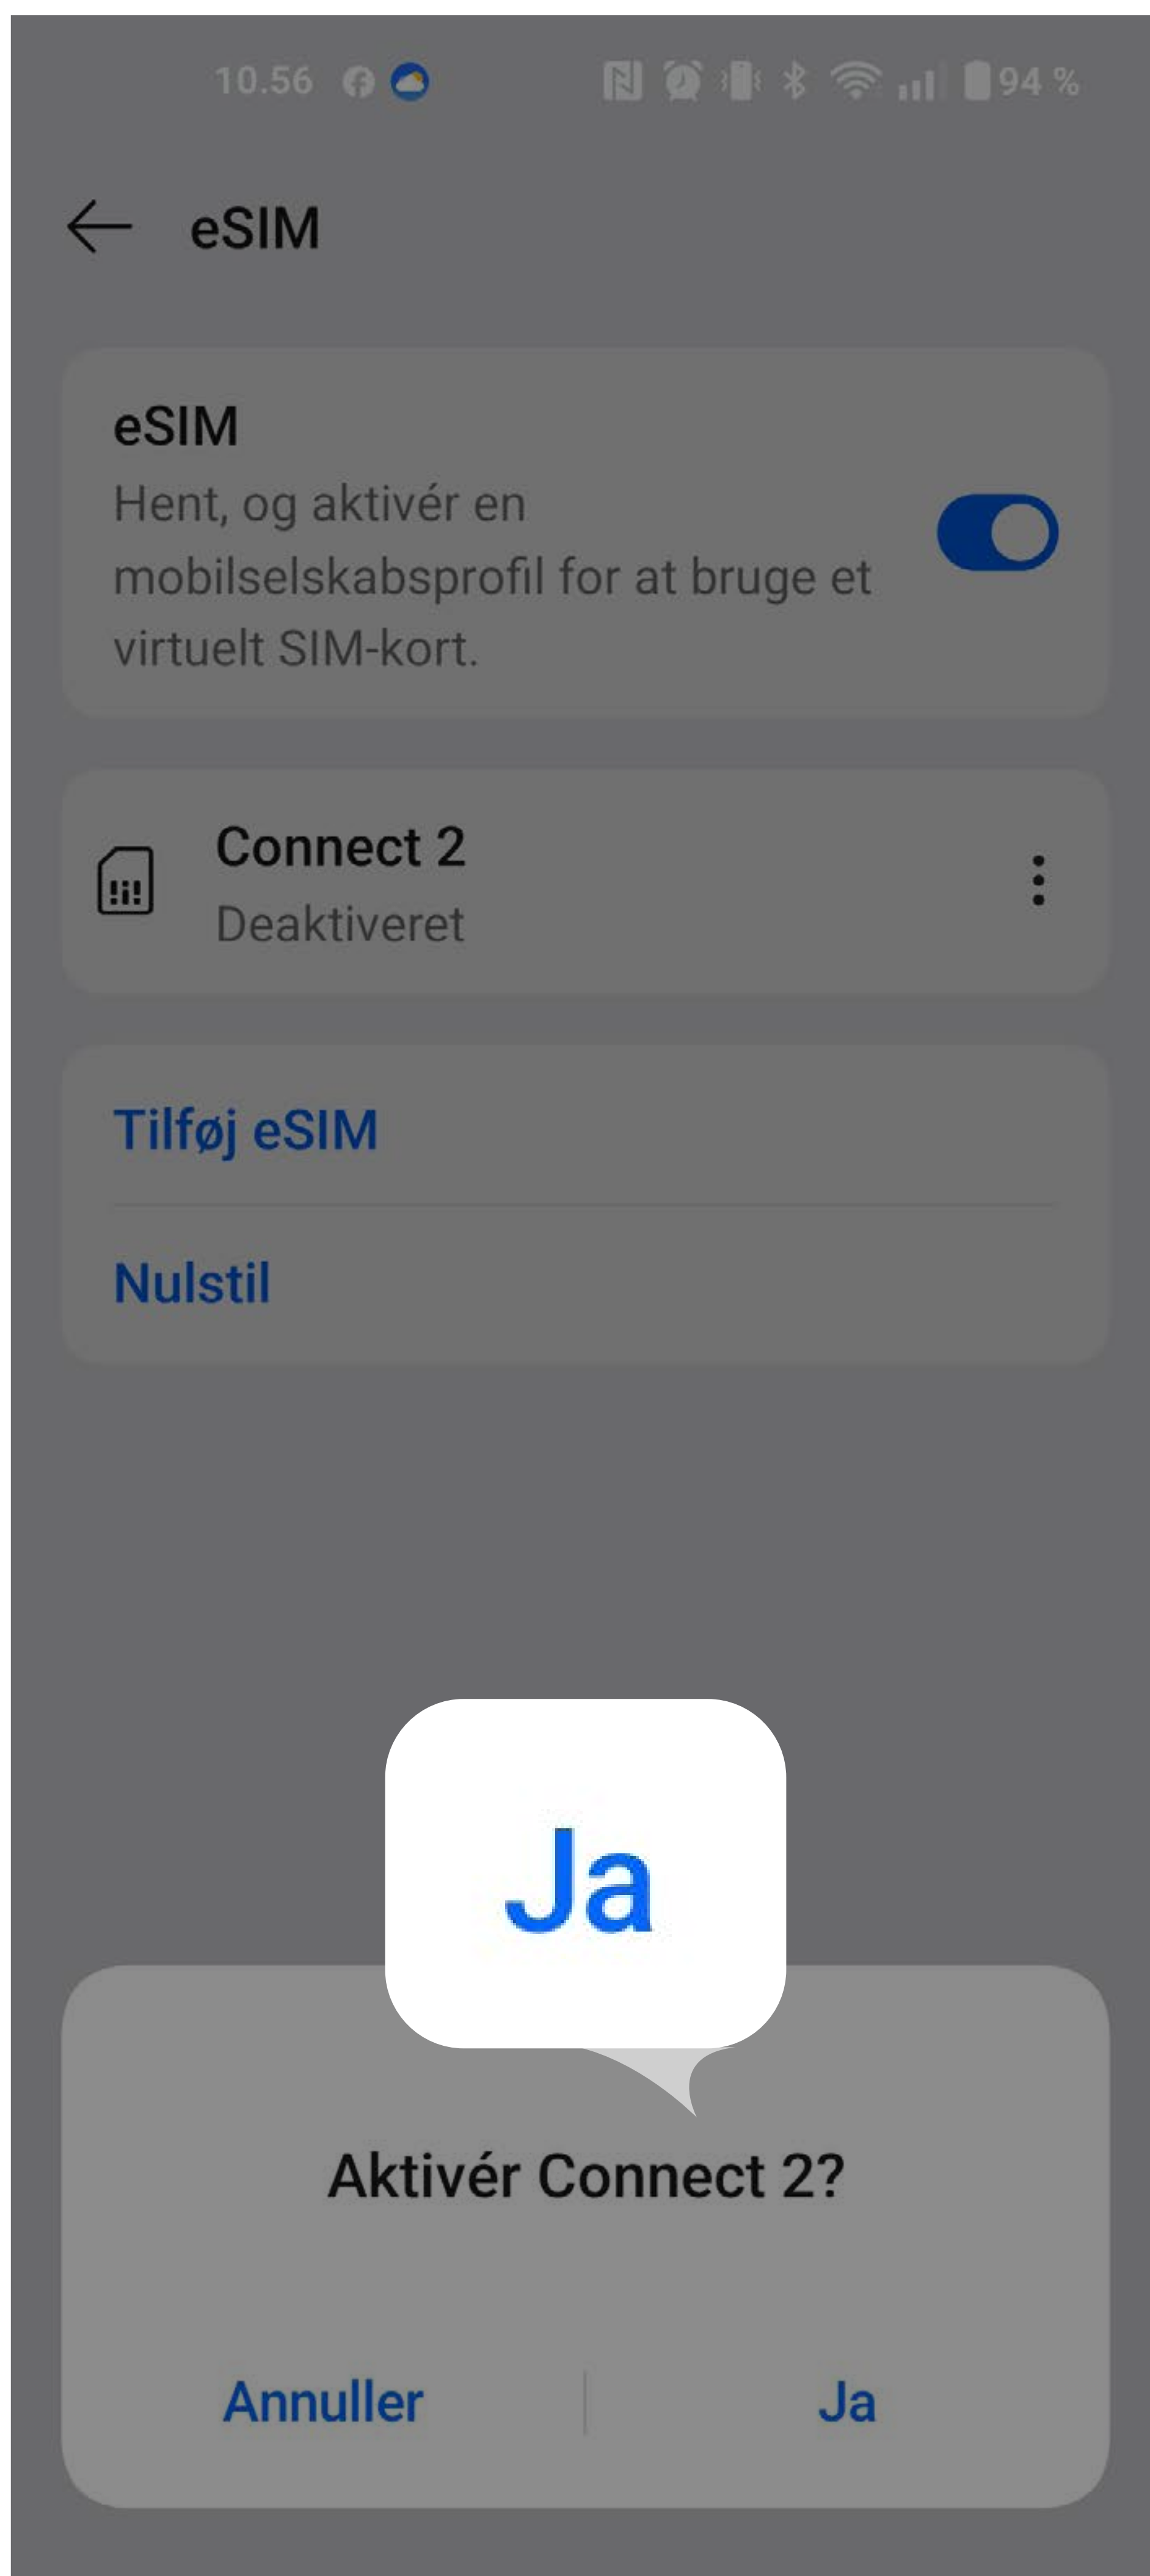 10.56
94 %
eSIM
eSIM
Hent, og aktivér en
mobilselskabsprofil for at bruge et
virtuelt SIM-kort.
Connect 2
Deaktiveret
Tilføj eSIM
Nulstil
Ja
Aktivér Connect 2?
Annuller
Ja